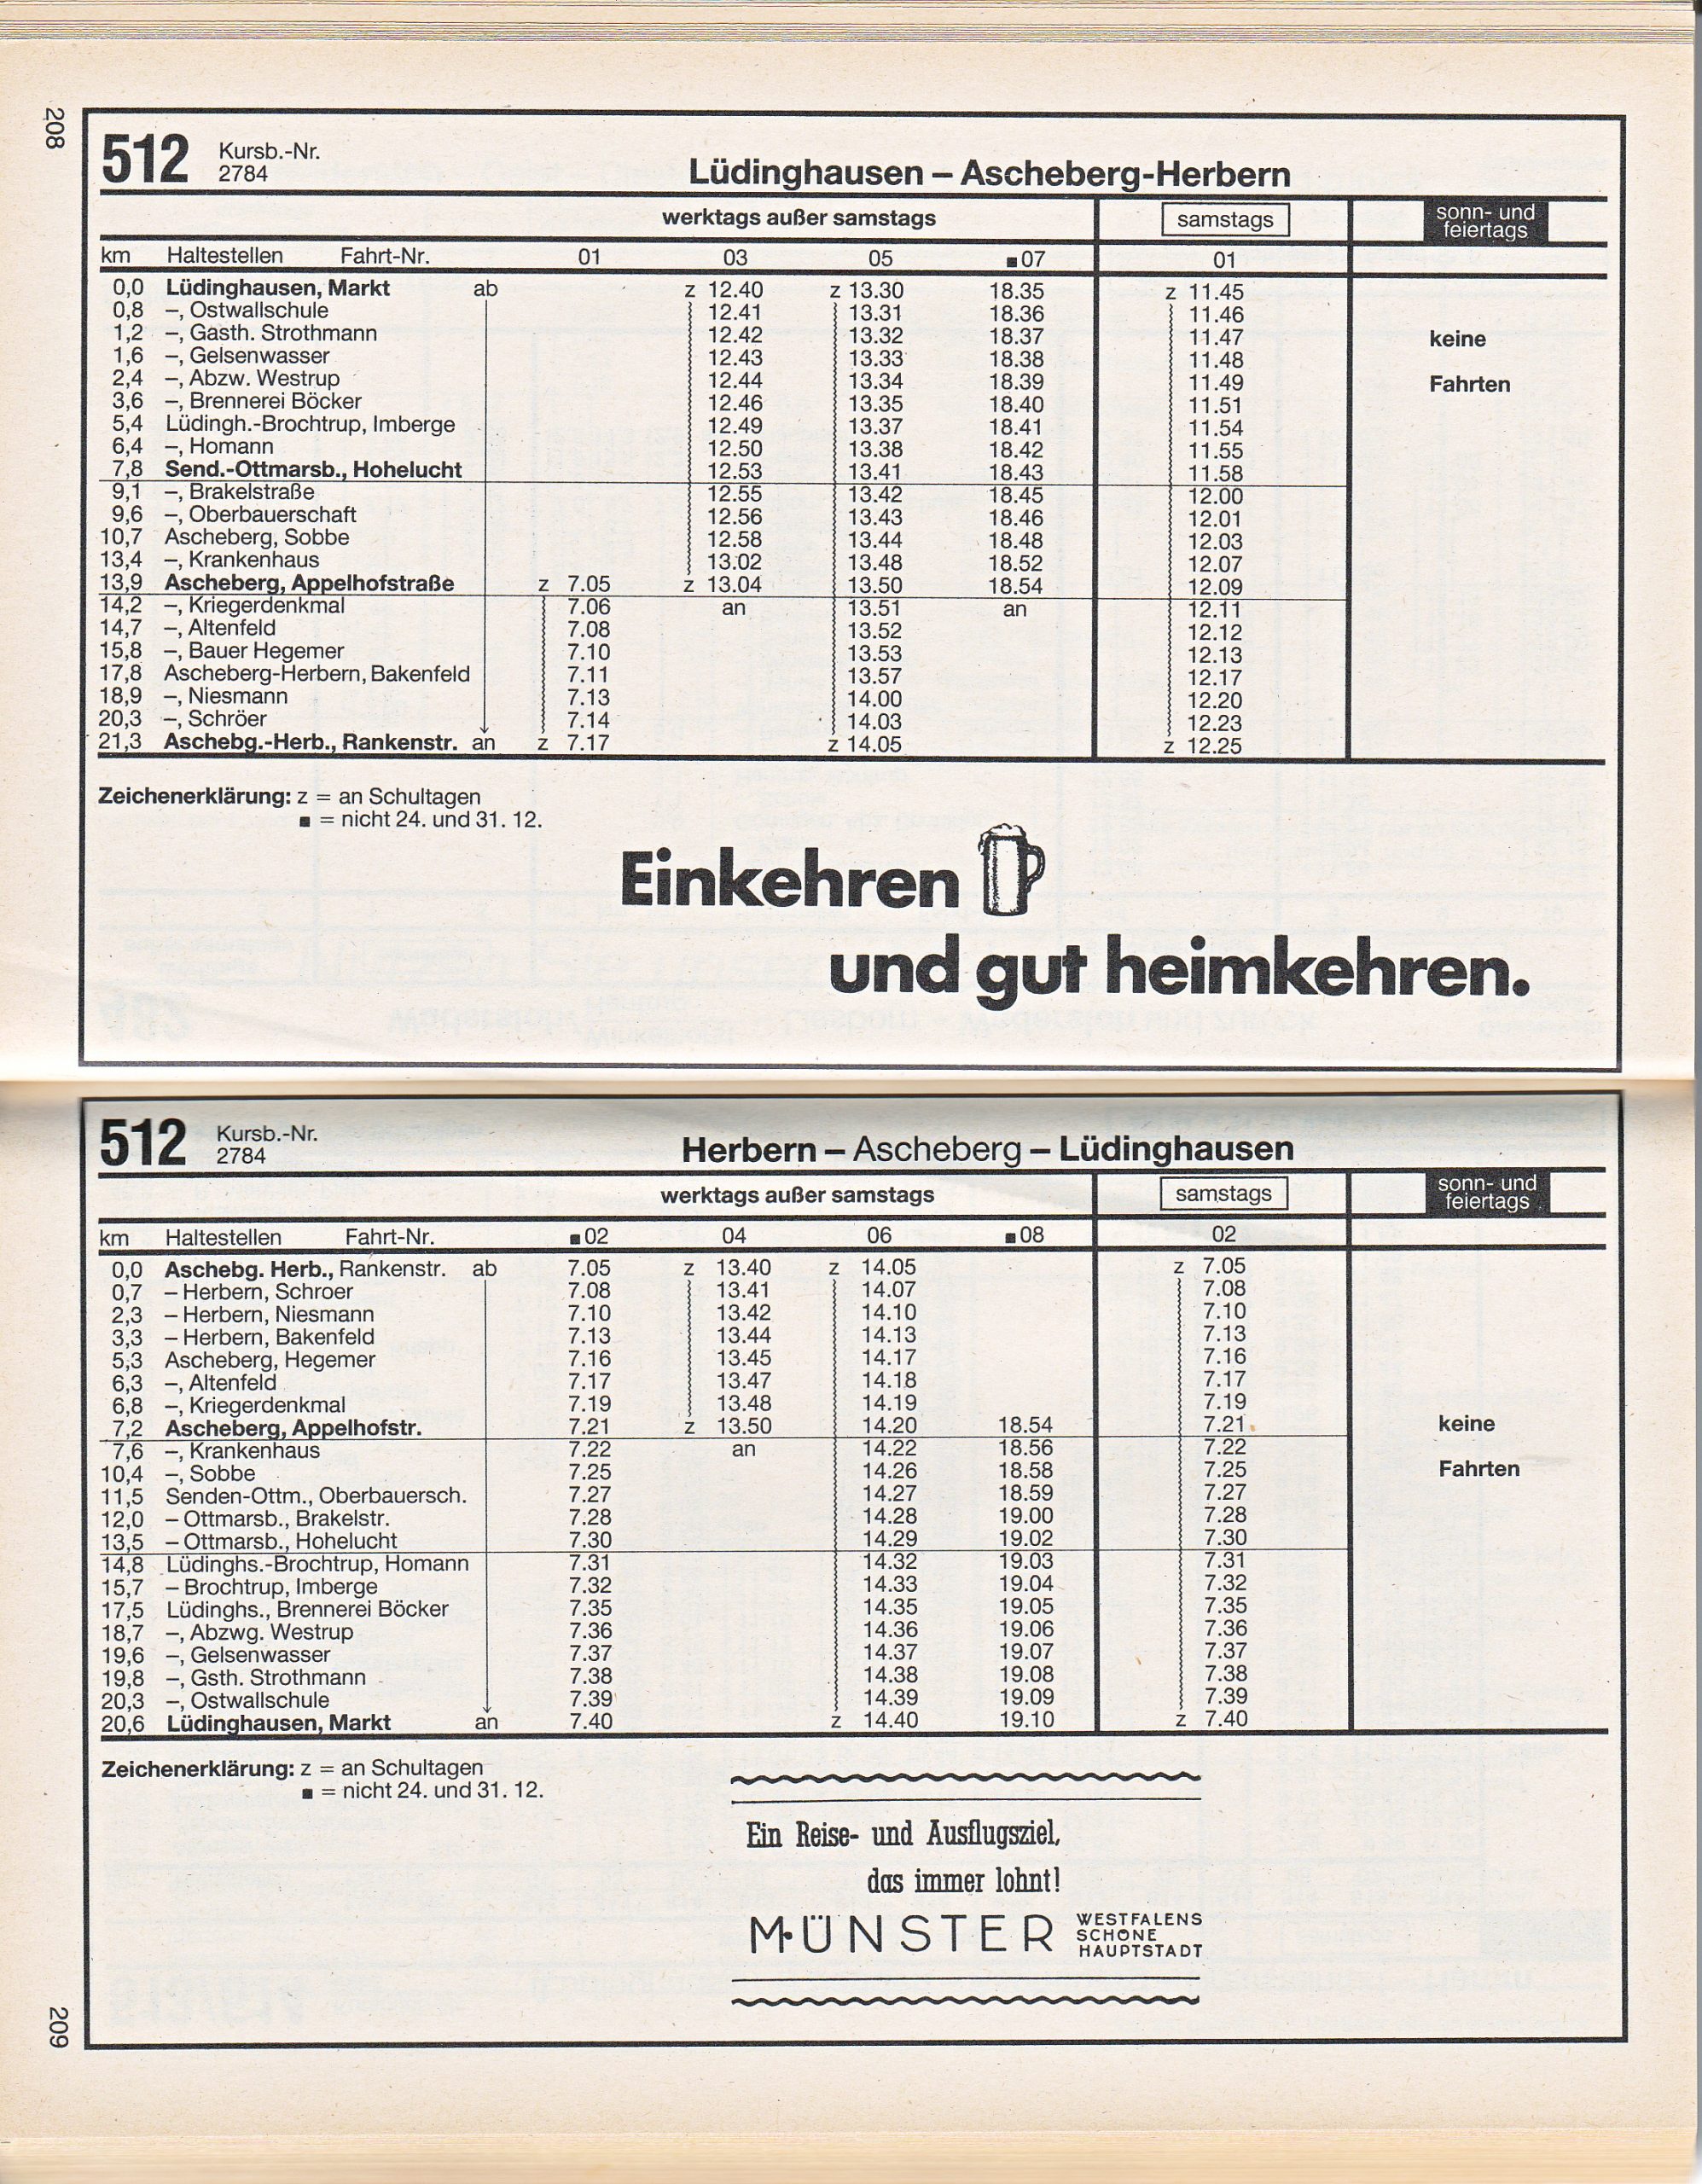 208
512 Kursb.-Nr. 2784 Lüdinghausen – Ascheberg-Herbern
werktags außer samstags samstags sonn- und feiertags
km Haltestellen Fahrt-Nr. 01 03 05 ■07 01
0,0 Lüdinghausen, Markt ab z 12.40 z 13.30 18.35 z 11.45
0,8 –, Ostwallschule 12.41 13.31 18.36 11.46
1,2 –, Gasth. Strothmann 12.42 13.32 18.37 11.47 keine
1,6 –, Gelsenwasser 12.43 13.33 18.38 11.48
2,4 –, Abzw. Westrup 12.44 13.34 18.39 11.49 Fahrten
3,6 –, Brennerei Böcker 12.46 13.35 18.40 11.51
5,4 Lüdingh.-Brochtrup, Imberge 12.49 13.37 18.41 11.54
6,4 –, Homann 12.50 13.38 18.42 11.55
7,8 Send.-Ottmarsb., Hohelucht 12.53 13.41 18.43 11.58
9,1 –, Brakelstraße 12.55 13.42 18.45 12.00
9,6 –, Oberbauerschaft 12.56 13.43 18.46 12.01
10,7 Ascheberg, Sobbe 12.58 13.44 18.48 12.03
13,4 –, Krankenhaus 13.02 13.48 18.52 12.07
13,9 Ascheberg, Appelhofstraße z 7.05 z 13.04 13.50 18.54 12.09
14,2 –, Kriegerdenkmal 7.06 an 13.51 an 12.11
14,7 –, Altenfeld 7.08 13.52 12.12
15,8 –, Bauer Hegemer 7.10 13.53 12.13
17,8 Ascheberg-Herbern, Bakenfeld 7.11 13.57 12.17
18,9 –, Niesmann 7.13 14.00 12.20
20,3 –, Schröer 7.14 14.03 12.23
21,3 Aschebg.-Herb., Rankenstr. an z 7.17 z 14.05 z 12.25
Zeichenerklärung: z = an Schultagen
■ = nicht 24. und 31. 12.
Einkehren
und gut heimkehren.
512 Kursb.-Nr. 2784 Herbern – Ascheberg – Lüdinghausen
werktags außer samstags samstags sonn- und feiertags
km Haltestellen Fahrt-Nr. ■02 04 06 ■08 02
0,0 Aschebg. Herb., Rankenstr. ab 7.05 z 13.40 z 14.05 z 7.05
0,7 – Herbern, Schroer 7.08 13.41 14.07 7.08
2,3 – Herbern, Niesmann 7.10 13.42 14.10 7.10
3,3 – Herbern, Bakenfeld 7.13 13.44 14.13 7.13
5,3 Ascheberg, Hegemer 7.16 13.45 14.17 7.16
6,3 –, Altenfeld 7.17 13.47 14.18 7.17
6,8 –, Kriegerdenkmal 7.19 13.48 14.19 7.19
7,2 Ascheberg, Appelhofstr. 7.21 z 13.50 14.20 18.54 7.21 keine
7,6 –, Krankenhaus 7.22 an 14.22 18.56 7.22
10,4 –, Sobbe 7.25 14.26 18.58 7.25 Fahrten
11,5 Senden-Ottm., Oberbauersch. 7.27 14.27 18.59 7.27
12,0 – Ottmarsb., Brakelstr. 7.28 14.28 19.00 7.28
13,5 – Ottmarsb., Hohelucht 7.30 14.29 19.02 7.30
14,8 Lüdinghs.-Brochtrup, Homann 7.31 14.32 19.03 7.31
15,7 – Brochtrup, Imberge 7.32 14.33 19.04 7.32
17,5 Lüdinghs., Brennerei Böcker 7.35 14.35 19.05 7.35
18,7 –, Abzwg. Westrup 7.36 14.36 19.06 7.36
19,6 –, Gelsenwasser 7.37 14.37 19.07 7.37
19,8 –, Gsth. Strothmann 7.38 14.38 19.08 7.38
20,3 –, Ostwallschule 7.39 14.39 19.09 7.39
20,6 Lüdinghausen, Markt an 7.40 z 14.40 19.10 z 7.40
Zeichenerklärung: z = an Schultagen
■ = nicht 24. und 31. 12.
Ein Reise- und Ausflugsziel,
das immer lohnt!
MÜNSTER WESTFALENS SCHÖNE HAUPTSTADT
209